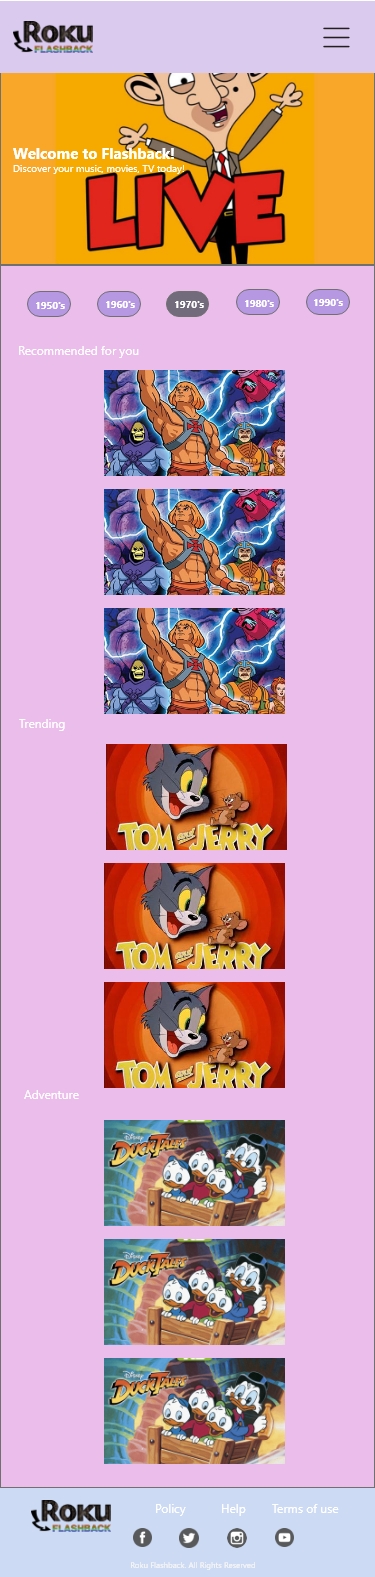 Roku
FLASHBACK
Welcome to Flashback!
Discover your music, movies, TV today!
LIVE
1950's 1960's 1970's 1980's 1990's
Recommended for you
Trending
TOM and JERRY
TOM and JERRY
TOM and JERRY
Adventure
Disney
DUCKTALES
Disney
DUCKTALES
Disney
DUCKTALES
Roku
FLASHBACK
Policy Help Terms of use
Roku Flashback. All Rights Reserved